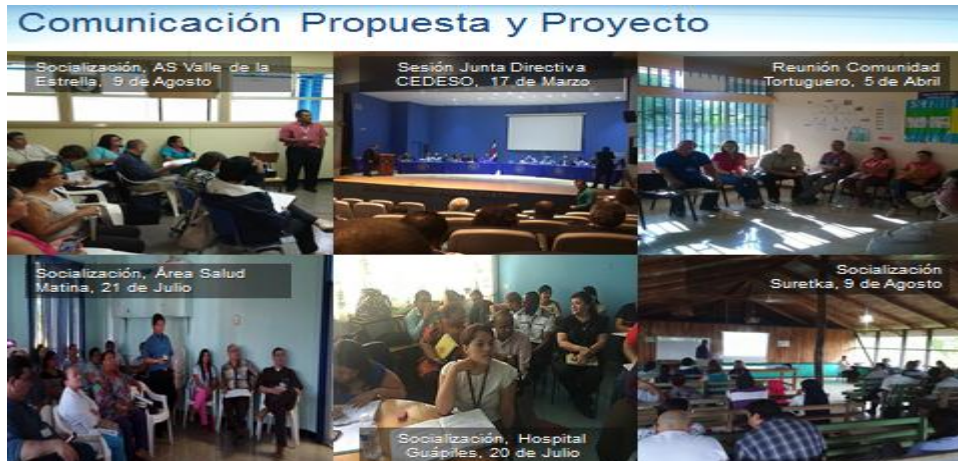 Comunicación Propuesta y Proyecto
Socialización, AS Valle de la
Estrella, 9 de Agosto
Sesión Junta Directiva
CEDESO, 17 de Marzo
Reunión Comunidad
Tortuguero, 5 de Abril
Socialización, Área Salud
Matina, 21 de Julio
Socialización, Hospital
Guápiles, 20 de Julio
Socialización
Suretka, 9 de Agosto